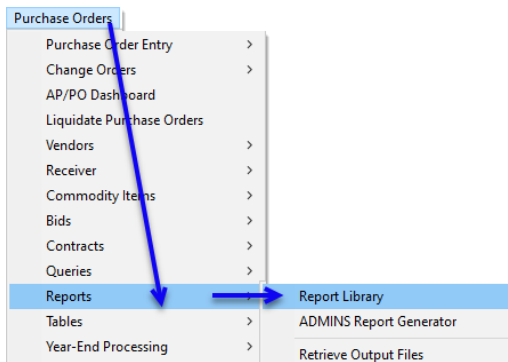 Purchase Orders
Purchase Order Entry
Change Orders
AP/PO Dashboard
Liquidate Purchase Orders
Vendors
Receiver
Commodity Items
Bids
Contracts
Queries
Reports
Report Library
Tables
ADMINS Report Generator
Year-End Processing
Retrieve Output Files